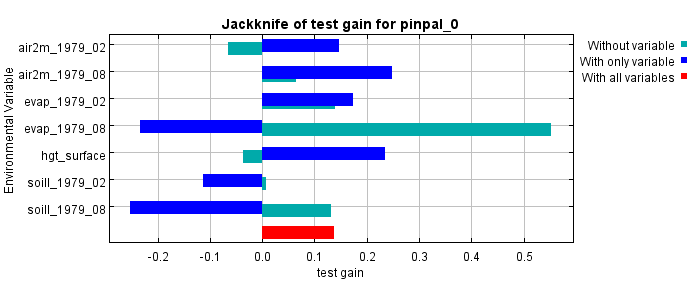 Jackknife of test gain for pinpal_0
Environmental Variable
air2m_1979_02
air2m_1979_08
evap_1979_02
evap_1979_08
hgt_surface
soill_1979_02
soill_1979_08
-0.2 -0.1 0.0 0.1 0.2 0.3 0.4 0.5
test gain
Without variable
With only variable
With all variables